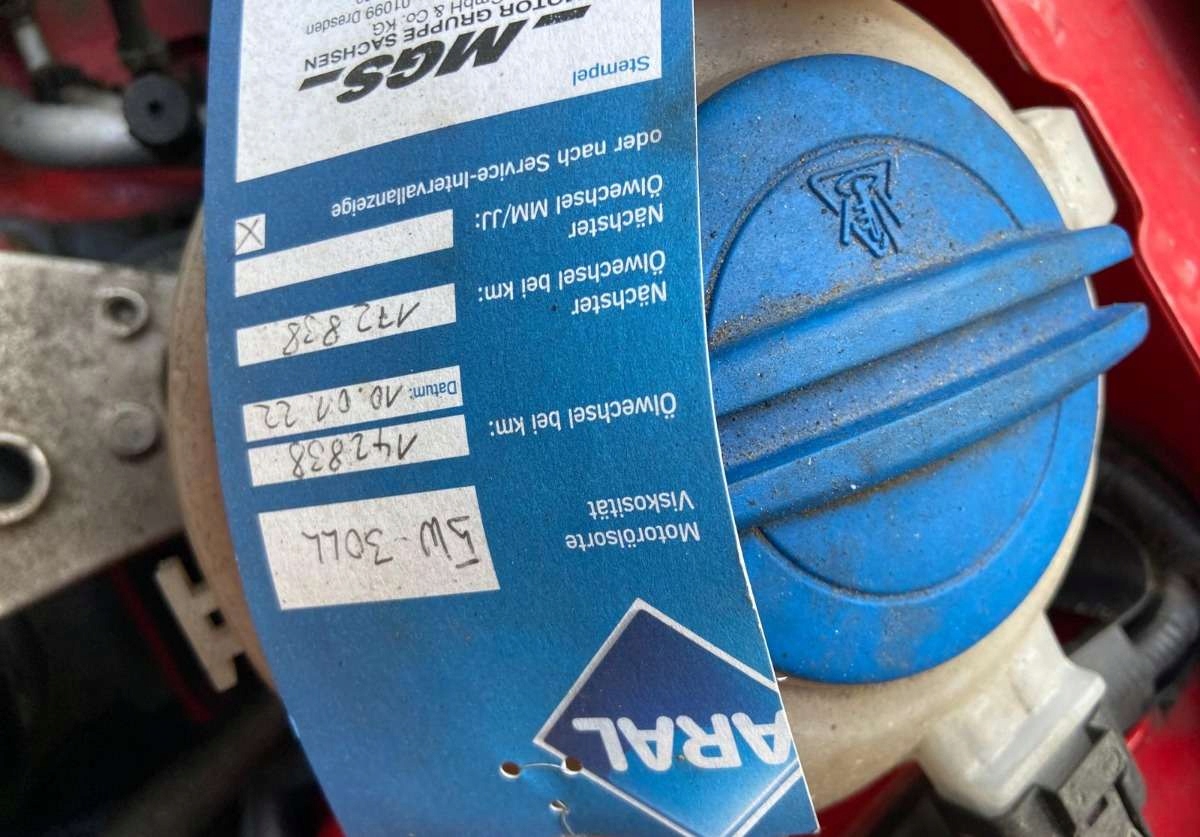 ARAL
Motorölsorte
Viskosität
5W-30LL
Ölwechsel bei km:
142838
Datum: 10.01.22
Nächster
Ölwechsel bei km:
172838
Nächster
Ölwechsel MM/JJ:
oder nach Service-Intervallanzeige X
Stempel
MGS
MOTOR GRUPPE SACHSEN
GmbH & Co. KG
01099 Dresden